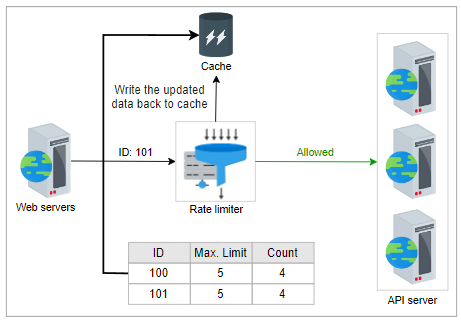 Cache
Write the updated
data back to cache
ID: 101
Allowed
Web servers
Rate limiter
ID Max. Limit Count
100 5 4
101 5 4
API server